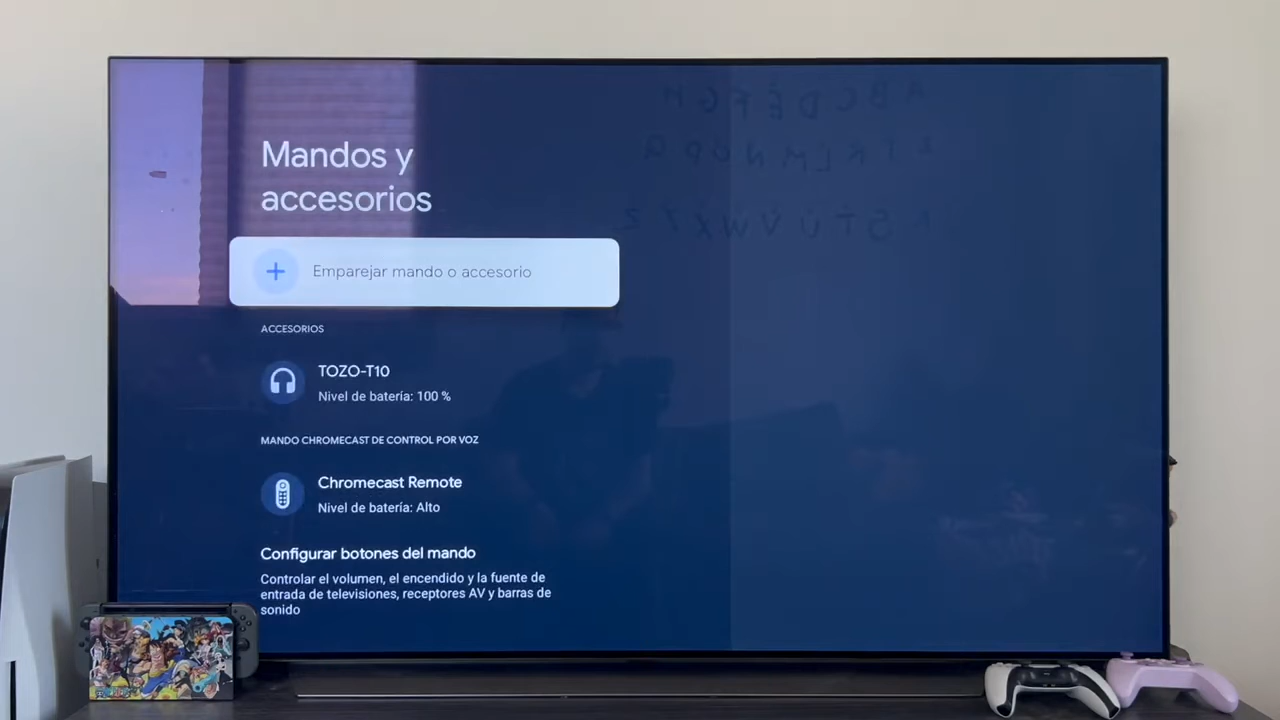 Mandos y
accesorios
Emparejar mando o accesorio
ACCESORIOS
TOZO-T10
Nivel de batería: 100 %
MANDO CHROMECAST DE CONTROL POR VOZ
Chromecast Remote
Nivel de batería: Alto
Configurar botones del mando
Controlar el volumen, el encendido y la fuente de
entrada de televisiones, receptores AV y barras de
sonido